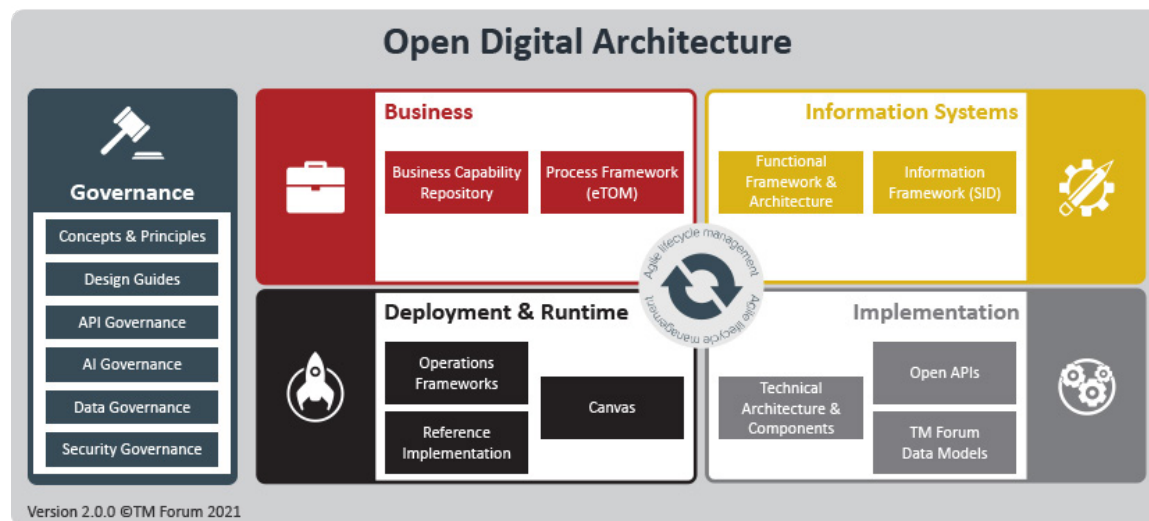 Open Digital Architecture
Governance
Concepts & Principles
Design Guides
API Governance
AI Governance
Data Governance
Security Governance
Business
Business Capability
Repository
Process Framework
(eTOM)
Information Systems
Functional
Framework &
Architecture
Information
Framework (SID)
Agile lifecycle management
Agile lifecycle management
Deployment & Runtime
Operations
Frameworks
Reference
Implementation
Canvas
Implementation
Technical
Architecture &
Components
Open APIs
TM Forum
Data Models
Version 2.0.0 ©TM Forum 2021